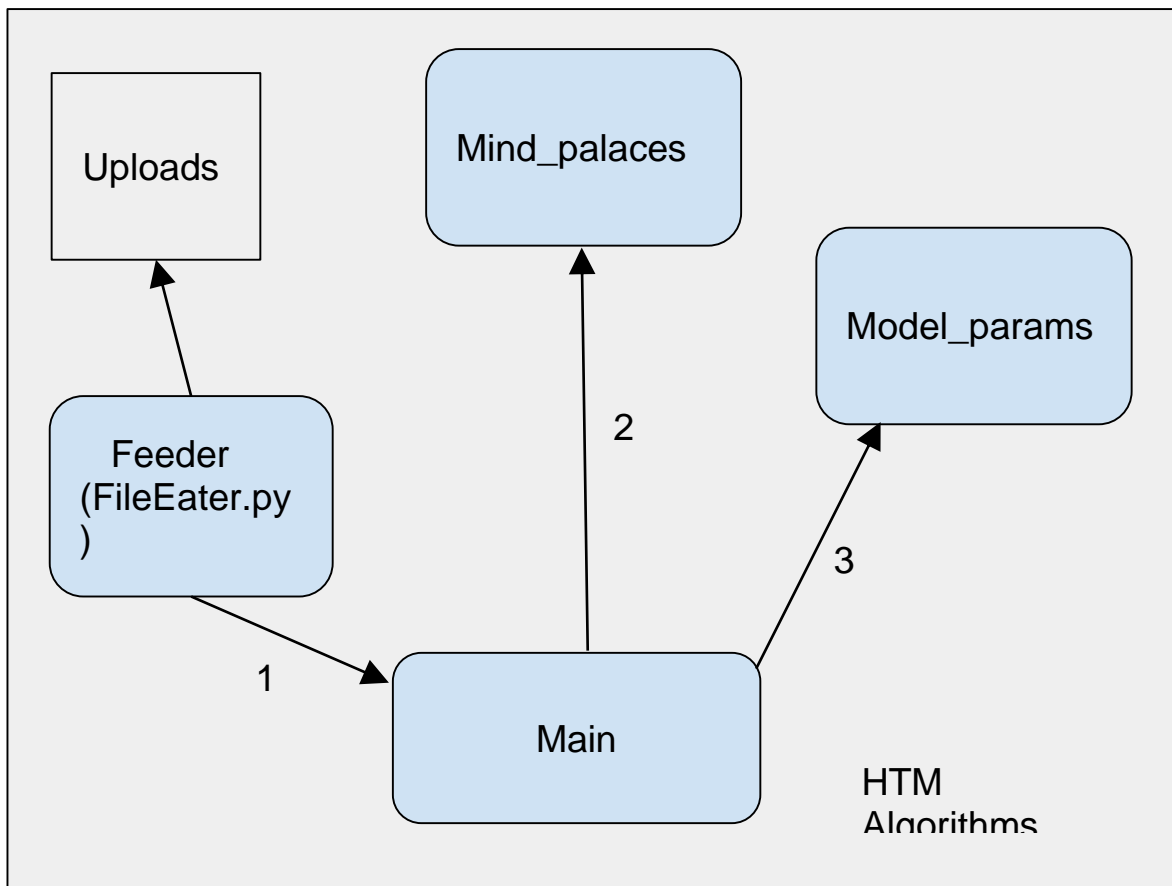 Uploads
Mind_palaces
Model_params
Feeder
(FileEater.py
)
2
3
1
Main
HTM
Algorithms